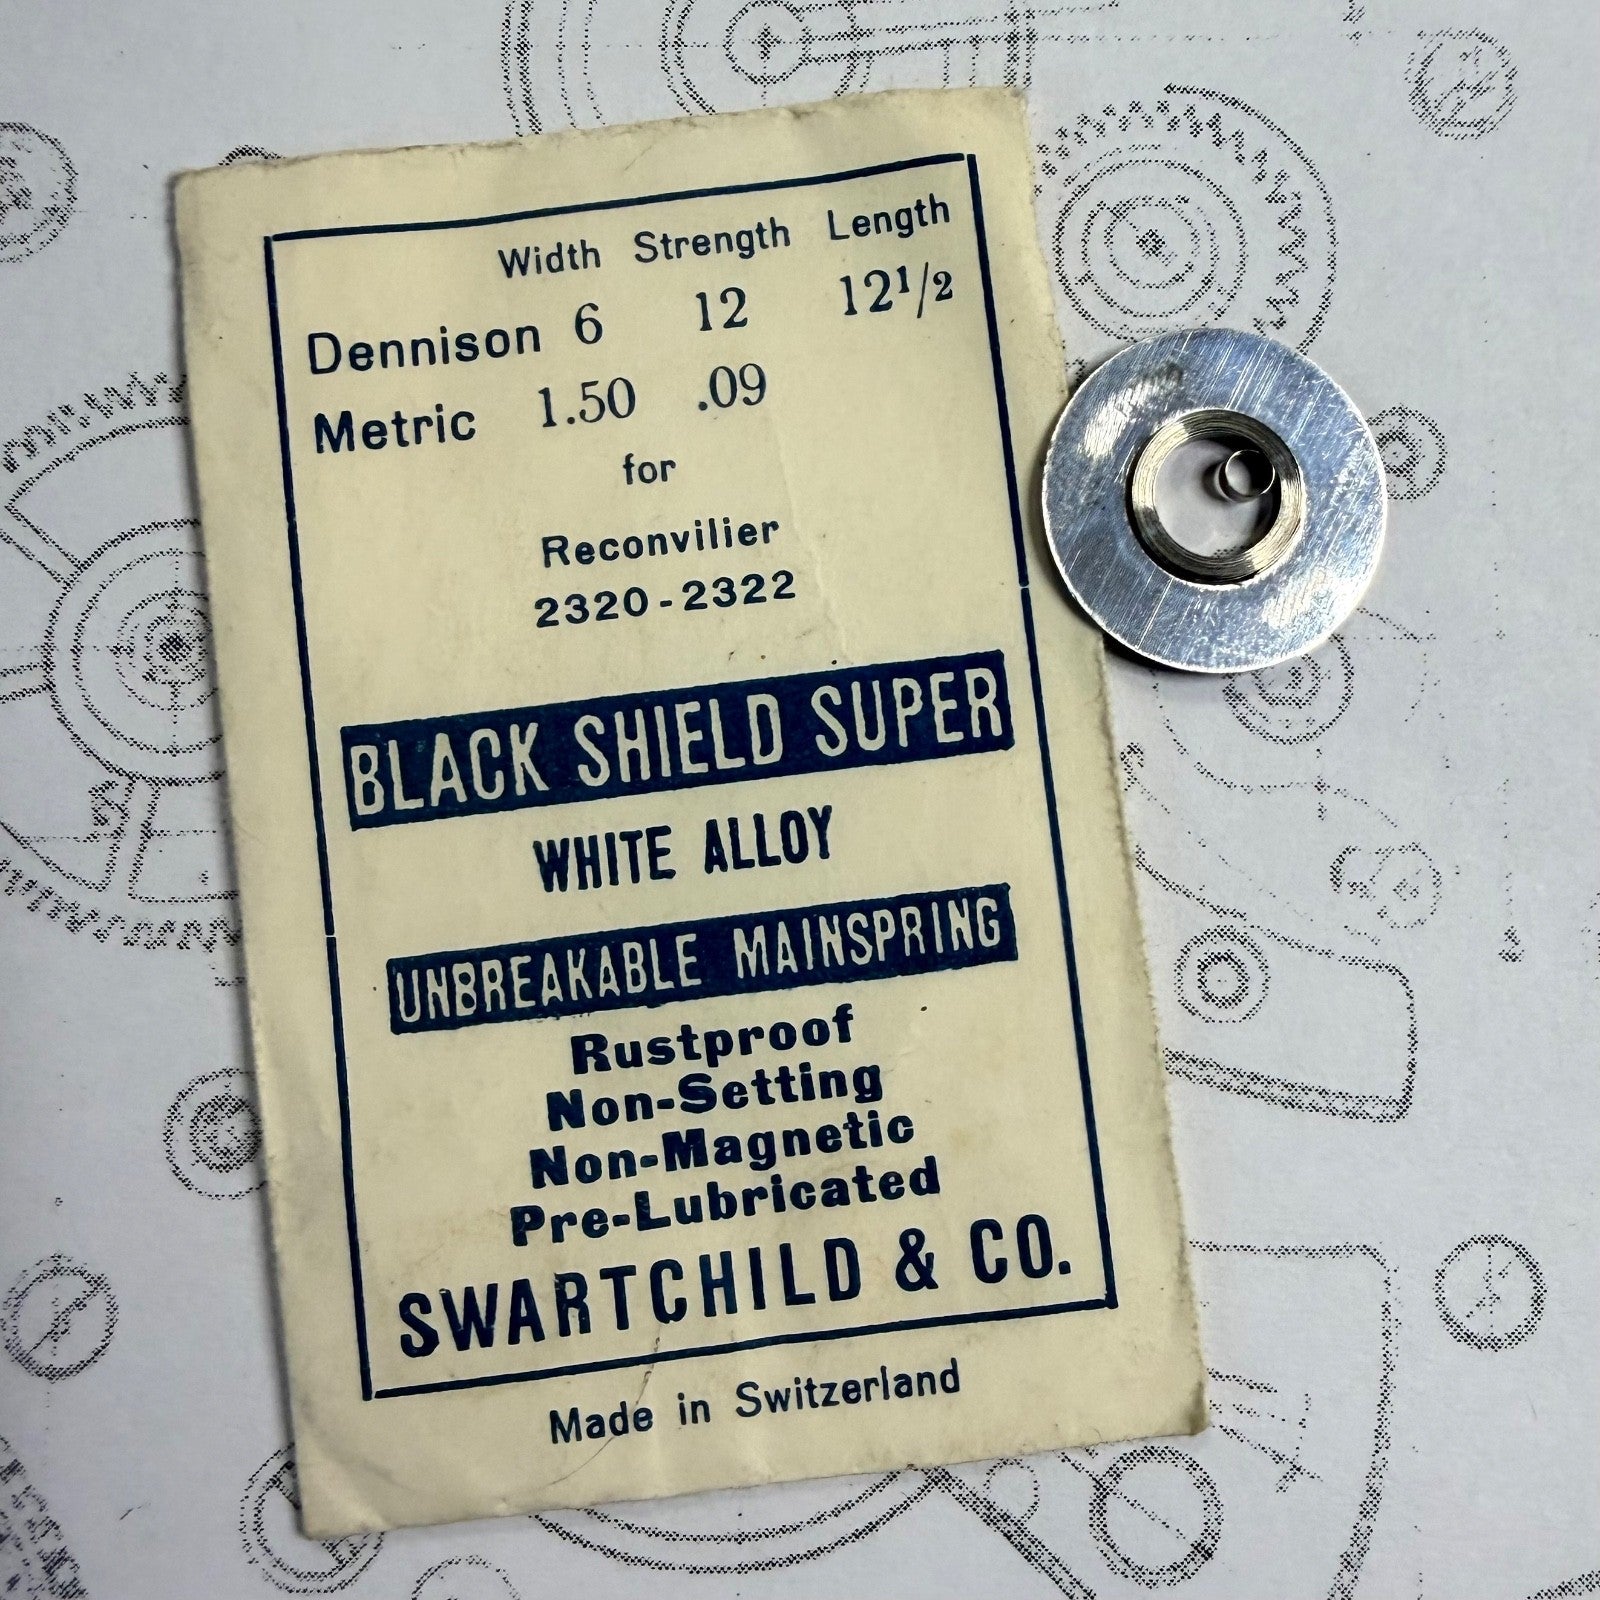 Width Strength Length
Dennison 6 12 12 1/2
Metric 1.50 .09
for
Reconvilier
2320-2322
BLACK SHIELD SUPER
WHITE ALLOY
UNBREAKABLE MAINSPRING
Rustproof
Non-Setting
Non-Magnetic
Pre-Lubricated
SWARTCHILD & CO.
Made in Switzerland